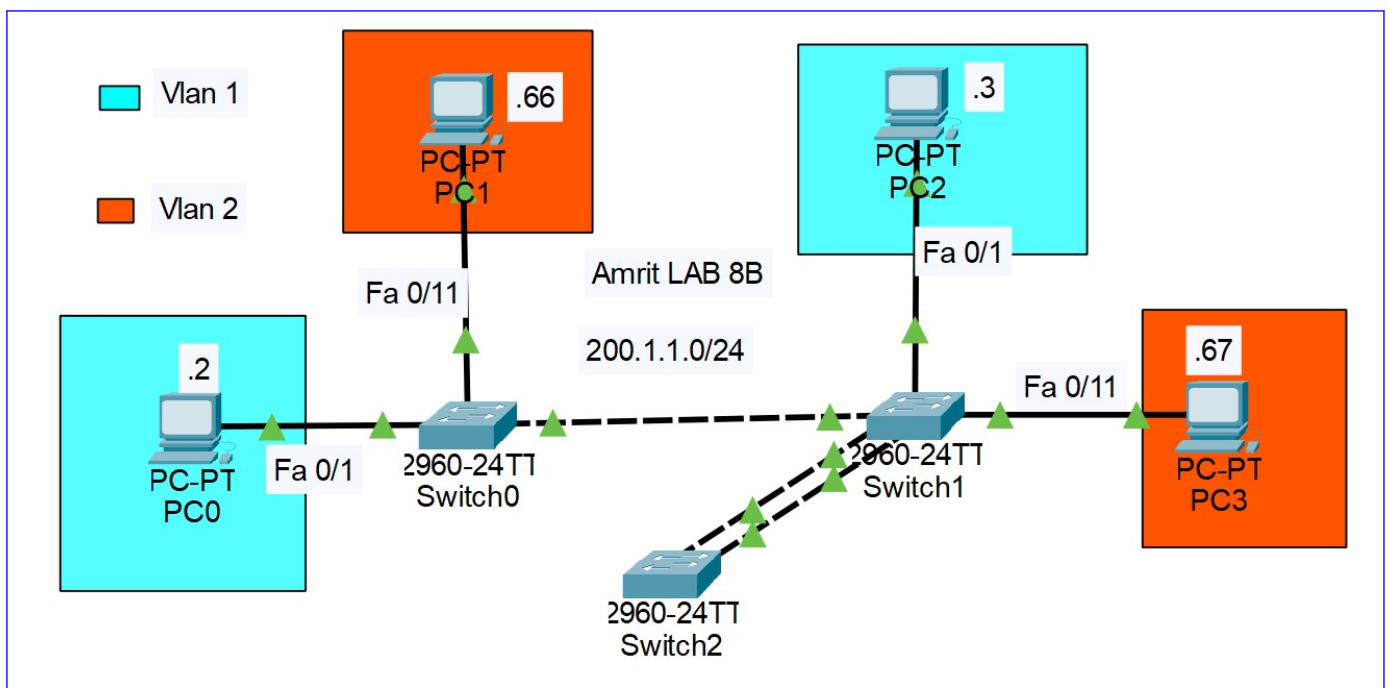 Vlan 1
Vlan 2
.66
PC-PT
PC1
.3
PC-PT
PC2
Fa 0/11
Amrit LAB 8B
Fa 0/1
200.1.1.0/24
.2
PC-PT
PC0
Fa 0/1
2960-24TT
Switch0
2960-24TT
Switch1
Fa 0/11
.67
PC-PT
PC3
2960-24TT
Switch2